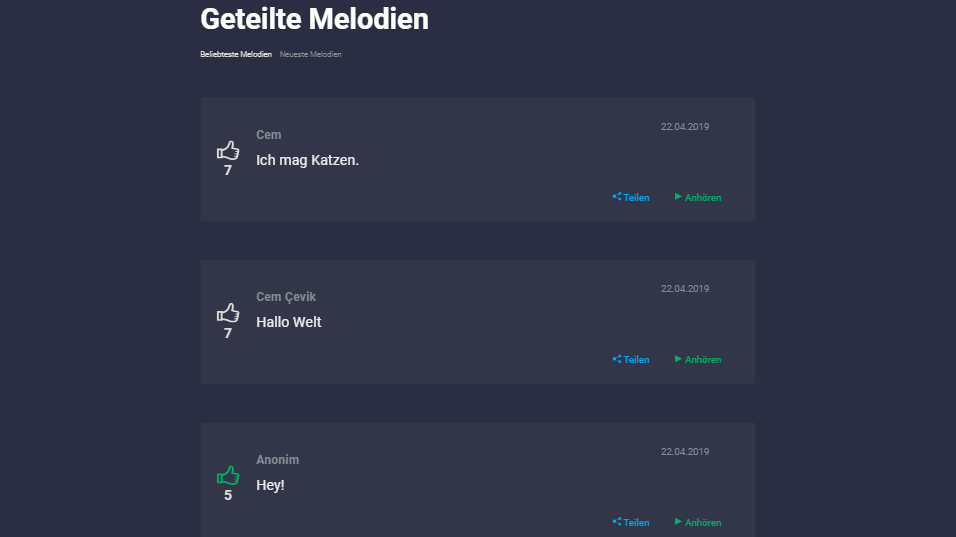 Geteilte Melodien
Beliebteste Melodien Neueste Melodien
Cem 22.04.2019
Ich mag Katzen.
7
Teilen Anhören
Cem Çevik 22.04.2019
Hallo Welt
7
Teilen Anhören
Anonim 22.04.2019
Hey!
5
Teilen Anhören